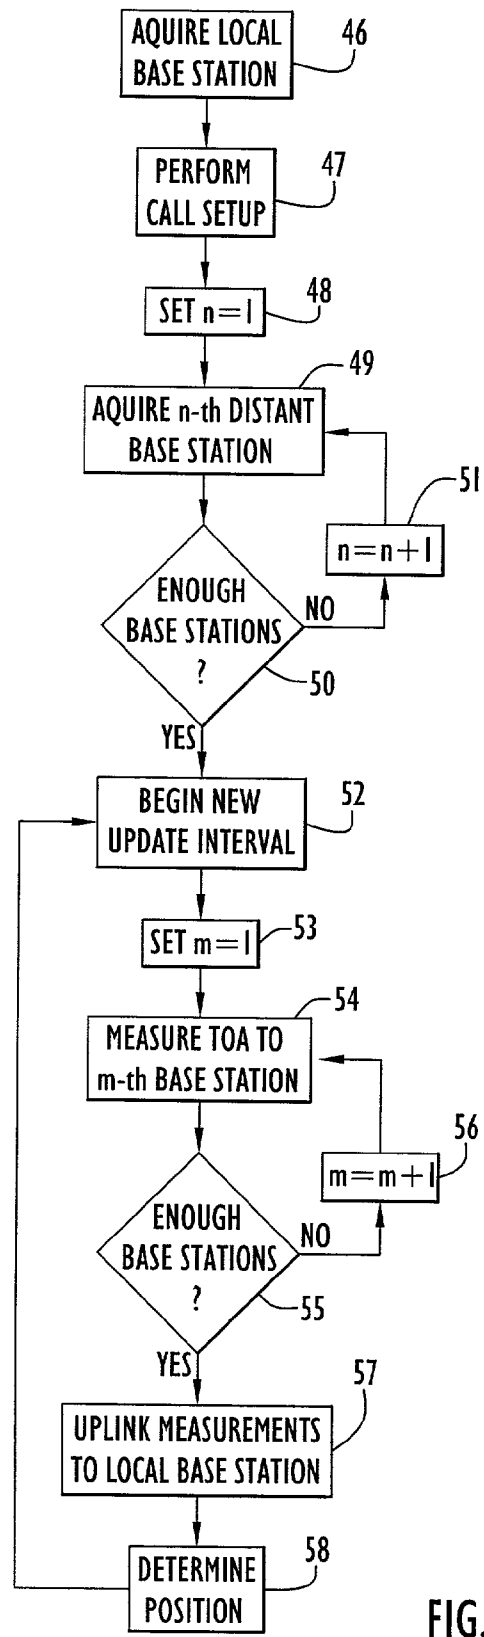 AQUIRE LOCAL
BASE STATION
46
PERFORM
CALL SETUP
47
SET n=1
48
49
AQUIRE n-th DISTANT
BASE STATION
51
n=n+1
ENOUGH
BASE STATIONS
?
NO
50
YES
BEGIN NEW
UPDATE INTERVAL
52
SET m=1
53
54
MEASURE TOA TO
m-th BASE STATION
56
m=m+1
ENOUGH
BASE STATIONS
?
NO
55
YES
57
UPLINK MEASUREMENTS
TO LOCAL BASE STATION
DETERMINE
POSITION
58
FIG.